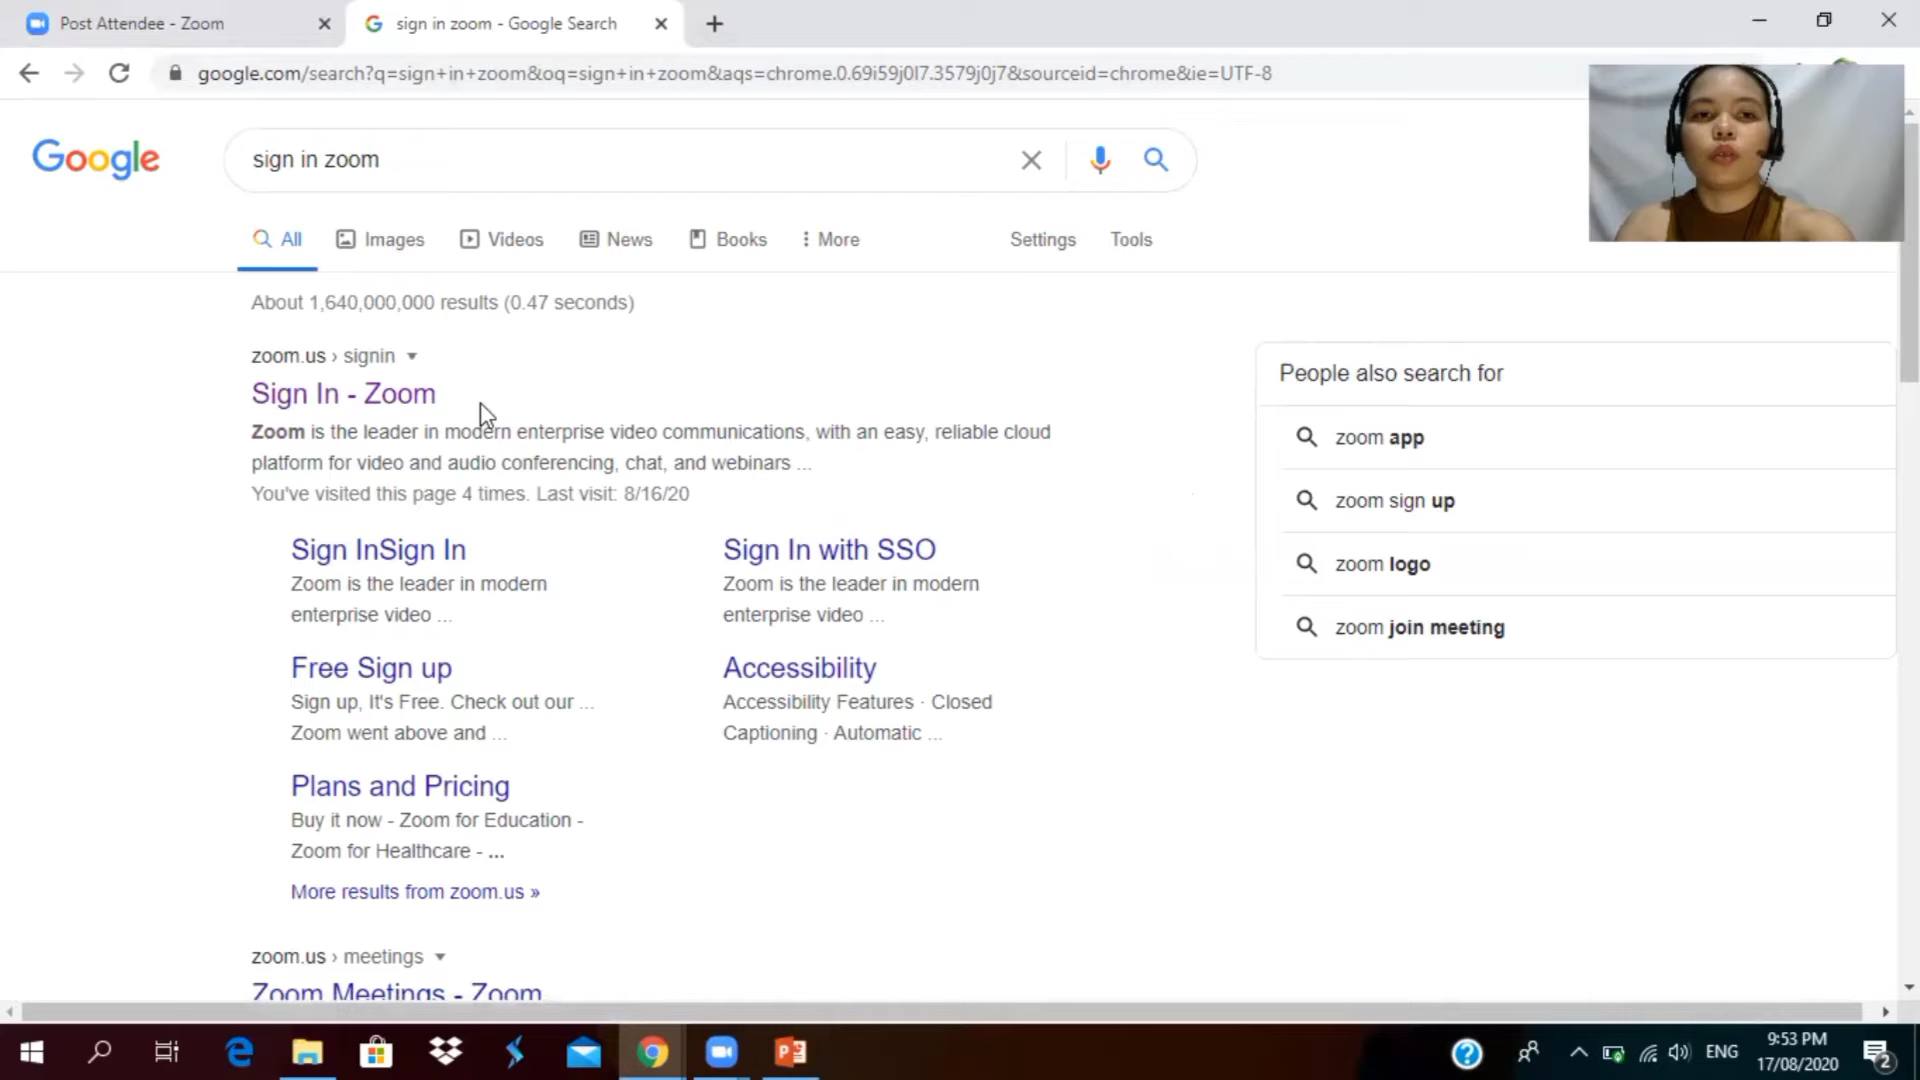 Post Attendee - Zoom
sign in zoom - Google Search
google.com/search?q=sign+in+zoom&oq=sign+in+zoom&aqs=chrome.0.69i59j0l7.3579j0j7&sourceid=chrome&ie=UTF-8
Google
sign in zoom
All Images Videos News Books More Settings Tools
About 1,640,000,000 results (0.47 seconds)
zoom.us › signin
Sign In - Zoom
Zoom is the leader in modern enterprise video communications, with an easy, reliable cloud
platform for video and audio conferencing, chat, and webinars ...
You've visited this page 4 times. Last visit: 8/16/20
Sign InSign In
Zoom is the leader in modern
enterprise video ...
Sign In with SSO
Zoom is the leader in modern
enterprise video ...
Free Sign up
Sign up, It's Free. Check out our ...
Zoom went above and ...
Accessibility
Accessibility Features · Closed
Captioning · Automatic ...
Plans and Pricing
Buy it now - Zoom for Education -
Zoom for Healthcare - ...
More results from zoom.us »
zoom.us › meetings
Zoom Meetings - Zoom
People also search for
zoom app
zoom sign up
zoom logo
zoom join meeting
ENG
9:53 PM
17/08/2020
2